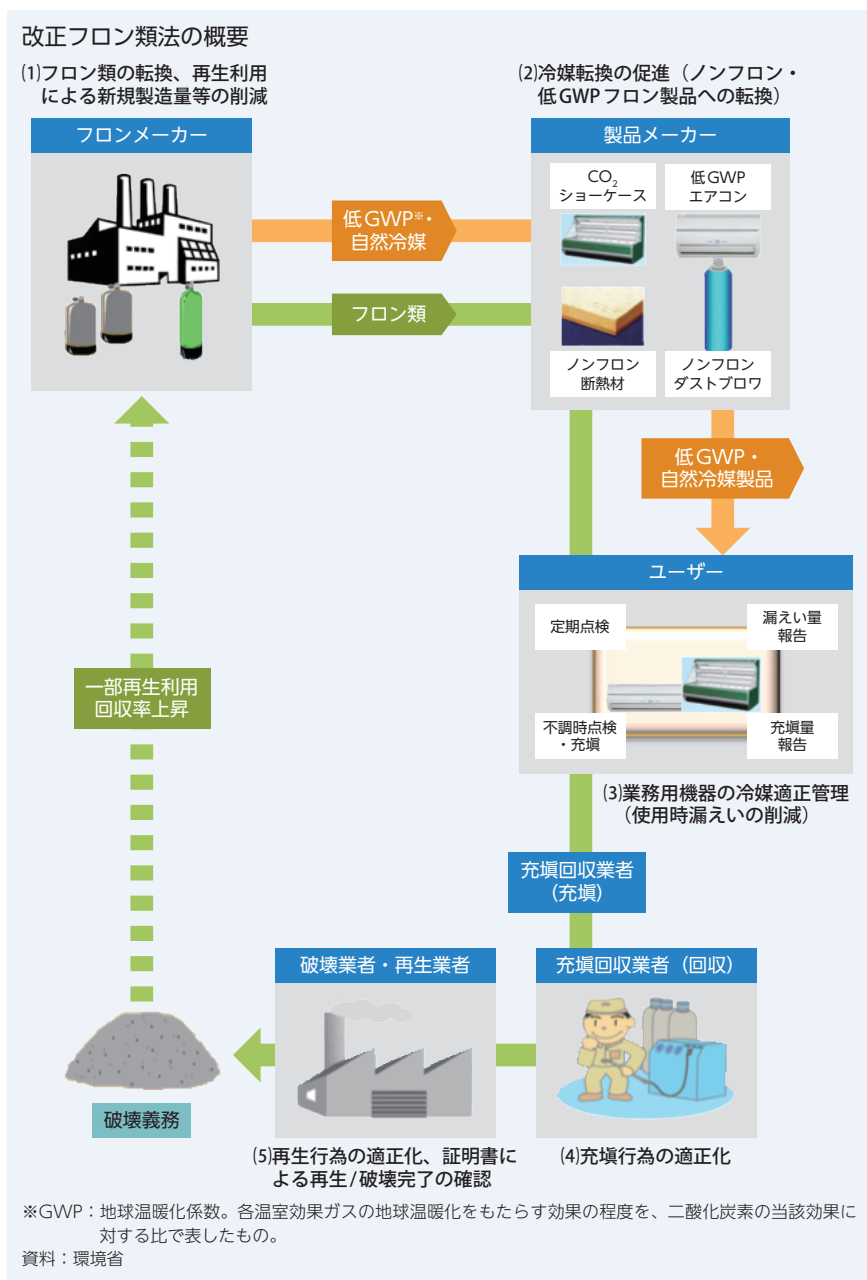 改正フロン類法の概要
(1)フロン類の転換、再生利用
による新規製造量等の削減
フロンメーカー
(2)冷媒転換の促進（ノンフロン・
低GWPフロン製品への転換）
製品メーカー
CO₂
ショーケース
低GWP
エアコン
低GWP※・
自然冷媒
フロン類
ノンフロン
断熱材
ノンフロン
ダストブロワ
低GWP・
自然冷媒製品
ユーザー
定期点検
漏えい量
報告
不調時点検
・充塡
充塡量
報告
(3)業務用機器の冷媒適正管理
（使用時漏えいの削減）
一部再生利用
回収率上昇
充塡回収業者
（充塡）
破壊業者・再生業者
充塡回収業者（回収）
破壊義務
(5)再生行為の適正化、証明書に
よる再生/破壊完了の確認
(4)充塡行為の適正化
※GWP：地球温暖化係数。各温室効果ガスの地球温暖化をもたらす効果の程度を、二酸化炭素の当該効果に
対する比で表したもの。
資料：環境省